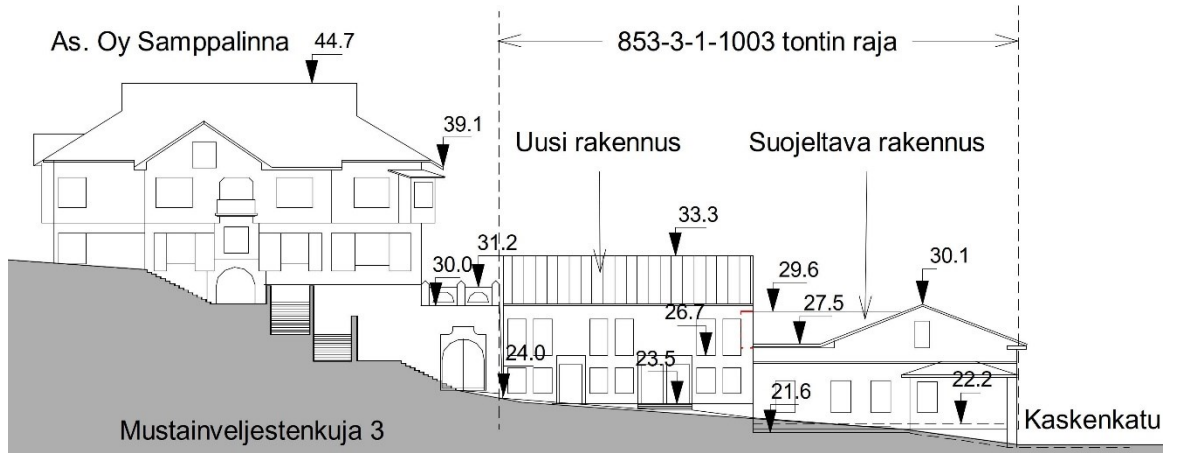 As. Oy Samppalinna
44.7
853-3-1-1003 tontin raja
39.1
Uusi rakennus
Suojeltava rakennus
33.3
31.2
30.0
29.6
30.1
27.5
26.7
24.0
23.5
21.6
22.2
Mustainveljestenkuja 3
Kaskenkatu